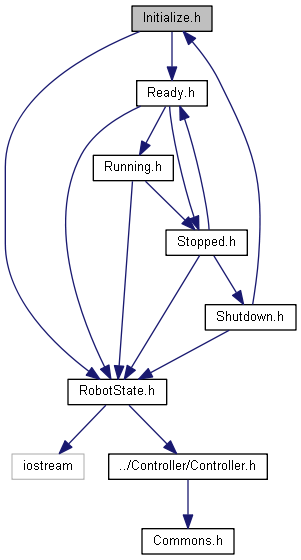 Initialize.h
Ready.h
Running.h
Stopped.h
Shutdown.h
RobotState.h
iostream
../Controller/Controller.h
Commons.h